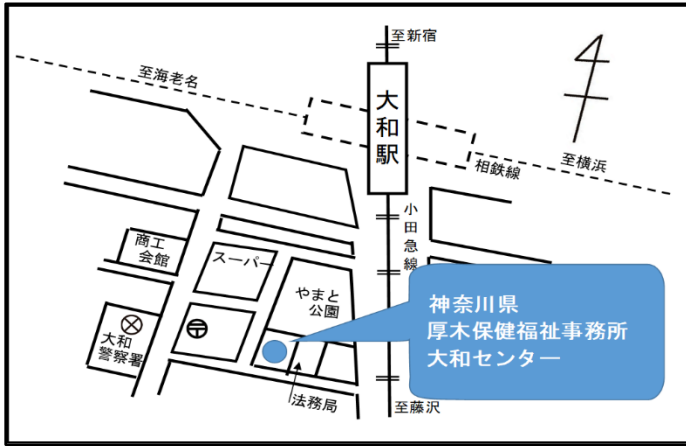 至新宿
至海老名
大和駅
相鉄線
至横浜
小田急線
商工
会館
スーパー
やまと
公園
大和
警察署
法務局
至藤沢
神奈川県
厚木保健福祉事務所
大和センター